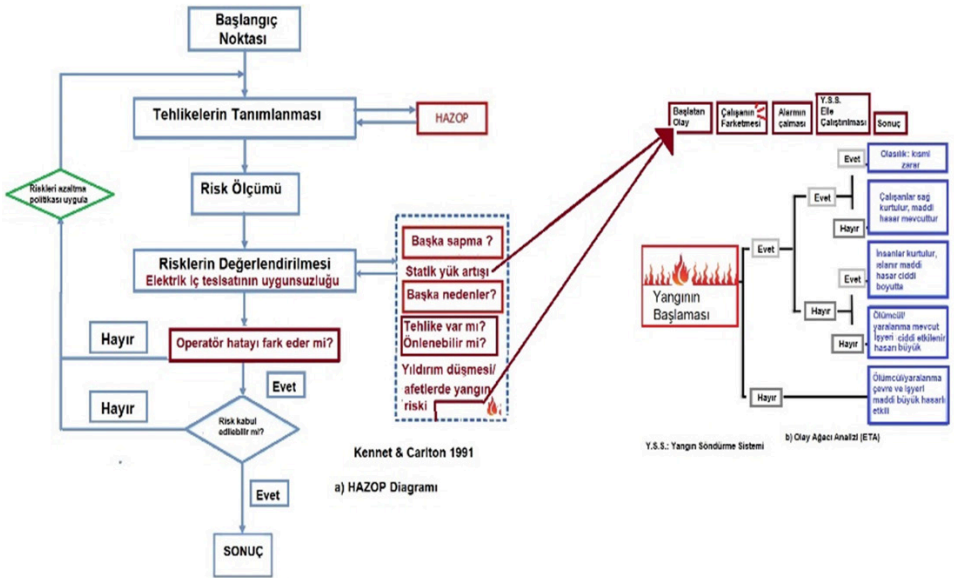 Başlangıç
Noktası
Tehlikelerin Tanımlanması
HAZOP
Riskleri azaltma
politikası uygula
Risk Ölçümü
Risklerin Değerlendirilmesi
Elektrik iç tesisatının uygunsuzluğu
Hayır
Operatör hatayı fark eder mi?
Evet
Hayır
Risk kabul
edilebilir mi?
Evet
SONUÇ
Başka sapma ?
Statik yük artışı
Başka nedenler?
Tehlike var mı?
Önlenebilir mi?
Yıldırım düşmesi/
afetlerde yangın
riski
Kennet & Carlton 1991
a) HAZOP Diagramı
Başlatan
Olay
Çalışanın
Farketmesi
Alarmın
çalması
Y.S.S.
Elle
Çalıştırılması
Sonuç
Yangının
Başlaması
Evet
Evet
Evet
Olasılık: kısmi
zarar
Hayır
Çalışanlar sağ
kurtulur, maddi
hasar mevcuttur
Hayır
Evet
İnsanlar kurtulur,
ıslanır maddi
hasar ciddi
boyutta
Hayır
Ölümcül/
yaralanma mevcut
İşyeri ciddi etkilenir
hasarı büyük
Hayır
Ölümcül/yaralanma
çevre ve işyeri
maddi büyük hasarlı
etkili
Y.S.S.: Yangın Söndürme Sistemi
b) Olay Ağacı Analizi (ETA)